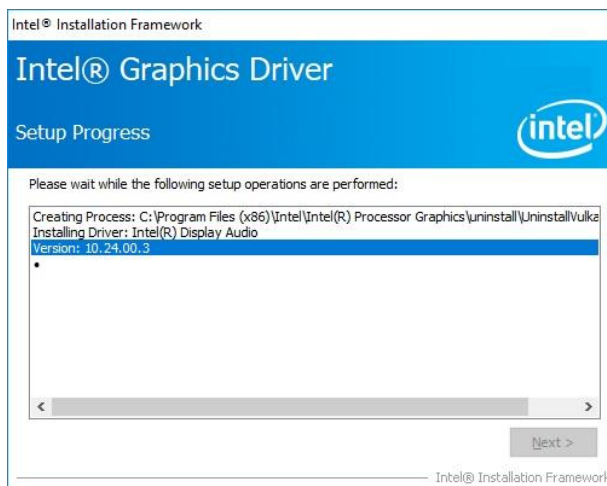 Intel® Installation Framework
Intel® Graphics Driver
Setup Progress
intel
Please wait while the following setup operations are performed:
Creating Process: C:\Program Files (x86)\Intel\Intel(R) Processor Graphics\uninstall\UninstallVulka
Installing Driver: Intel(R) Display Audio
Version: 10.24.00.3
•
<
>
Next >
Intel® Installation Framework